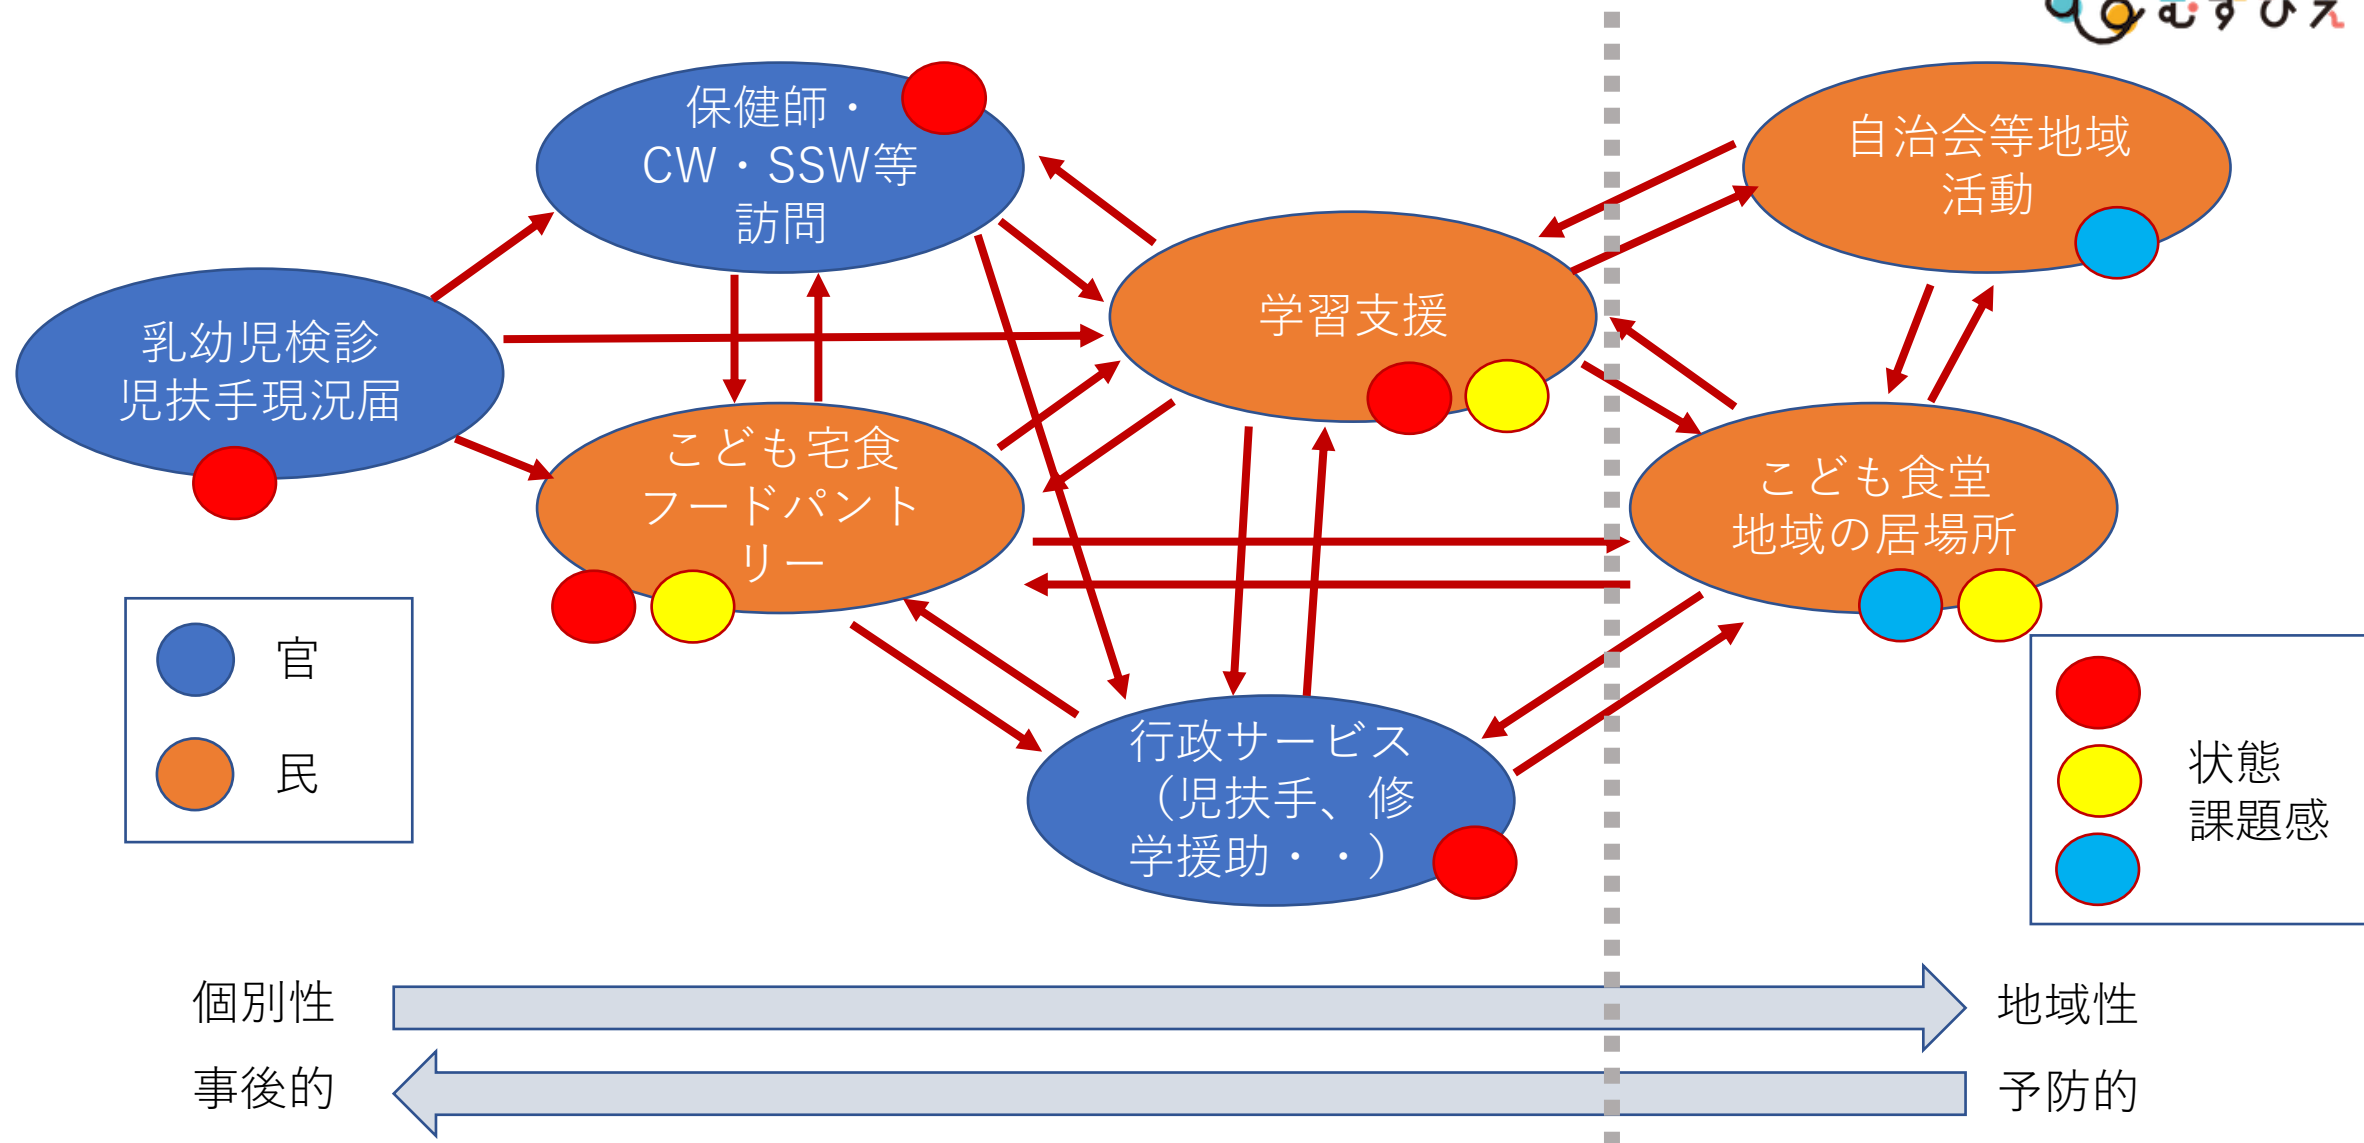 むすびえ
保健師・
CW・SSW等
訪問
自治会等地域
活動
学習支援
乳幼児検診
児扶手現況届
こども宅食
フードパント
リー
こども食堂
地域の居場所
官
民
行政サービス
（児扶手、修
学援助・・）
状態
課題感
個別性
地域性
事後的
予防的